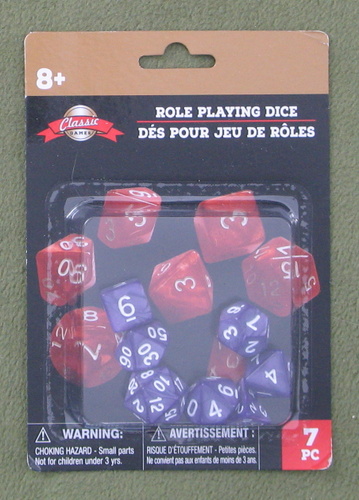 8+
Classic
GAMES
ROLE PLAYING DICE
DÉS POUR JEU DE RÔLES
WARNING:
CHOKING HAZARD - Small parts
Not for children under 3 yrs.
AVERTISSEMENT :
RISQUE D'ÉTOUFFEMENT - Petites pièces.
Ne convient pas aux enfants de moins de 3 ans.
7
PC